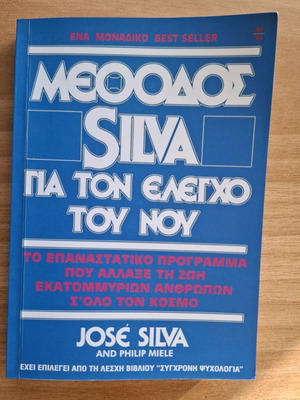 ΕΝΑ ΜΟΝΑΔΙΚΟ BEST SELLER
ΜΕΘΟΔΟΣ
SILVA
ΓΙΑ ΤΟΝ ΕΛΕΓΧΟ
ΤΟΥ ΝΟΥ
ΤΟ ΕΠΑΝΑΣΤΑΤΙΚΟ ΠΡΟΓΡΑΜΜΑ
ΠΟΥ ΑΛΛΑΞΕ ΤΗ ΖΩΗ
ΕΚΑΤΟΜΜΥΡΙΩΝ ΑΝΘΡΩΠΩΝ
Σ'ΟΛΟ ΤΟΝ ΚΟΣΜΟ
JOSÉ SILVA
AND PHILIP MIELE
ΕΧΕΙ ΕΠΙΛΕΓΕΙ ΑΠΟ ΤΗ ΛΕΣΧΗ ΒΙΒΛΙΟΥ "ΣΥΓΧΡΟΝΗ ΨΥΧΟΛΟΓΙΑ"